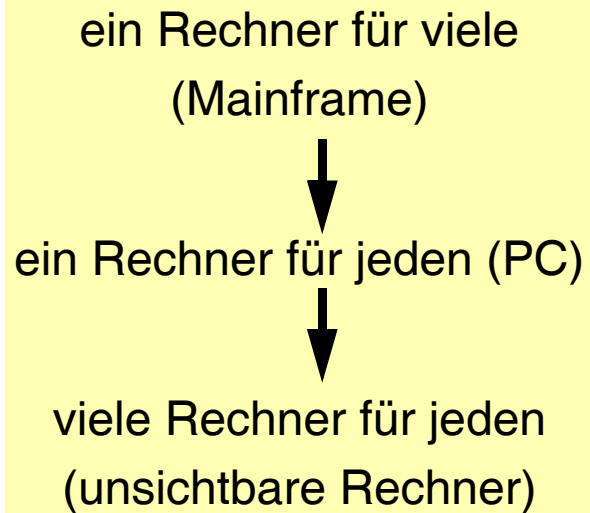 ein Rechner für viele
(Mainframe)
ein Rechner für jeden (PC)
viele Rechner für jeden
(unsichtbare Rechner)